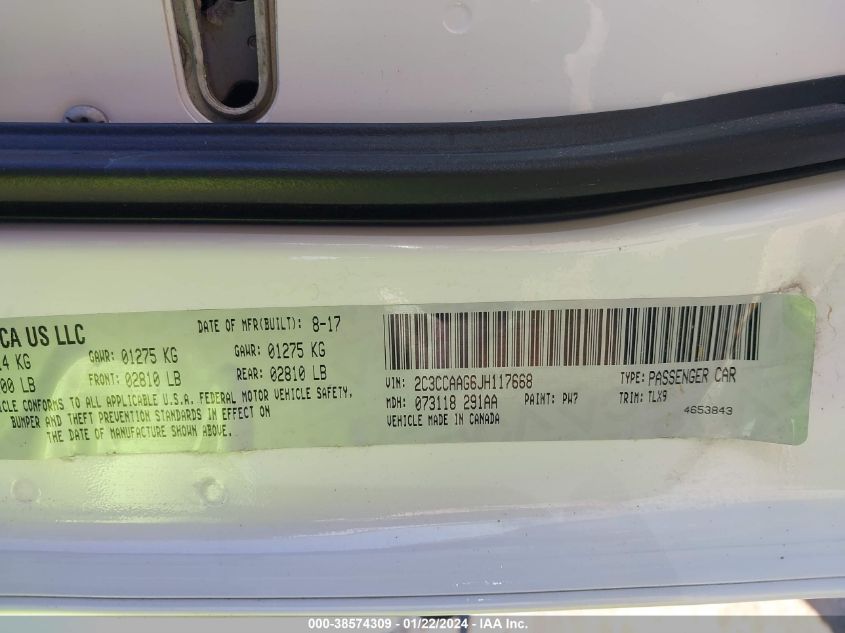 CA US LLC DATE OF MFR(BUILT): 8-17
4 KG GAWR: 01275 KG GAWR: 01275 KG
00 LB FRONT: 02810 LB REAR: 02810 LB
CLE CONFORMS TO ALL APPLICABLE U.S.A. FEDERAL MOTOR VEHICLE SAFETY,
BUMPER AND THEFT PREVENTION STANDARDS IN EFFECT ON
THE DATE OF MANUFACTURE SHOWN ABOVE.
VIN: 2C3CCAAG6JH117668 TYPE: PASSENGER CAR
MDH: 073118 291AA PAINT: PW7 TRIM: TLX9
VEHICLE MADE IN CANADA 4653843
000-38574309 - 01/22/2024 - IAA Inc.